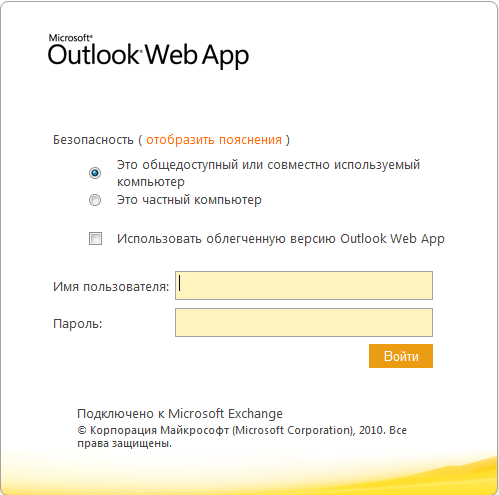 Microsoft®
Outlook® Web App
Безопасность ( отобразить пояснения )
Это общедоступный или совместно используемый
компьютер
Это частный компьютер
Использовать облегченную версию Outlook Web App
Имя пользователя:
Пароль:
Войти
Подключено к Microsoft Exchange
© Корпорация Майкрософт (Microsoft Corporation), 2010. Все
права защищены.